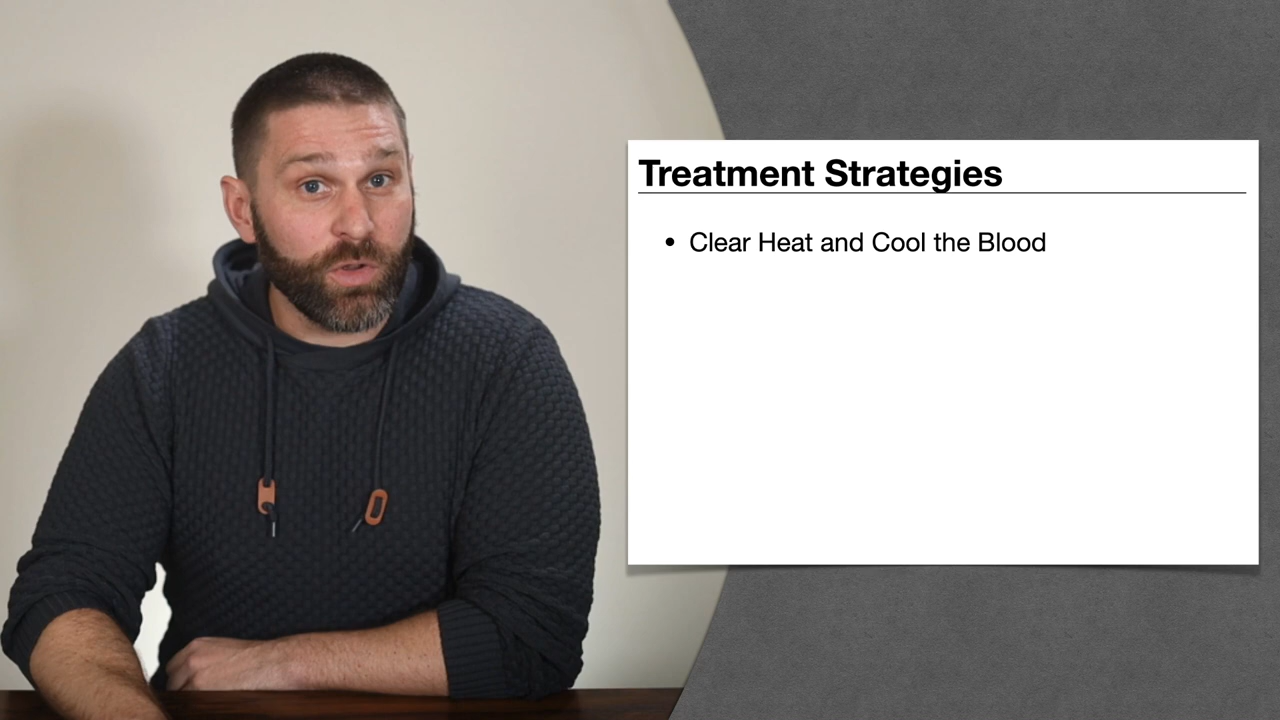 Treatment Strategies
• Clear Heat and Cool the Blood